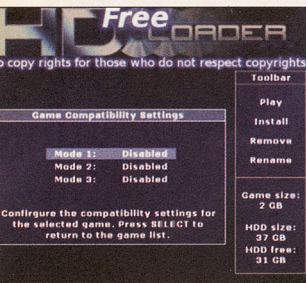 HD Free LOADER
o copy rights for those who do not respect copyrights
Toolbar
Play
Install
Remove
Rename
Game Compatibility Settings
Mode 1: Disabled
Mode 2: Disabled
Mode 3: Disabled
Confirgure the compatibility settings for
the selected game. Press SELECT to
return to the game list.
Game size:
2 GB
HDD size:
37 GB
HDD free:
31 GB